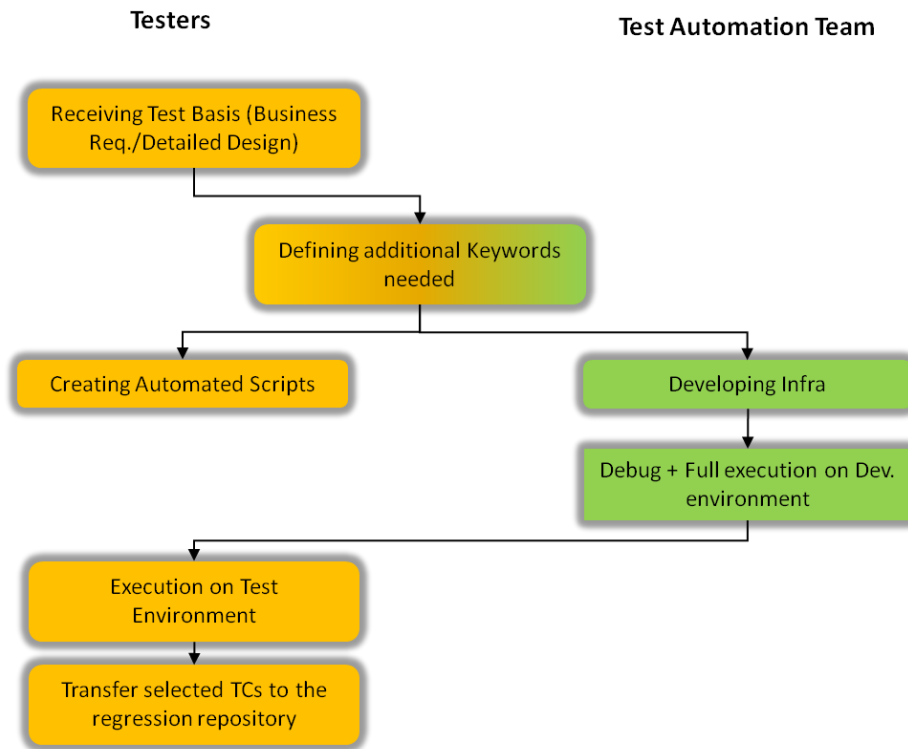 Testers
Test Automation Team
Receiving Test Basis (Business
Req./Detailed Design)
Defining additional Keywords
needed
Creating Automated Scripts
Developing Infra
Debug + Full execution on Dev.
environment
Execution on Test
Environment
Transfer selected TCs to the
regression repository